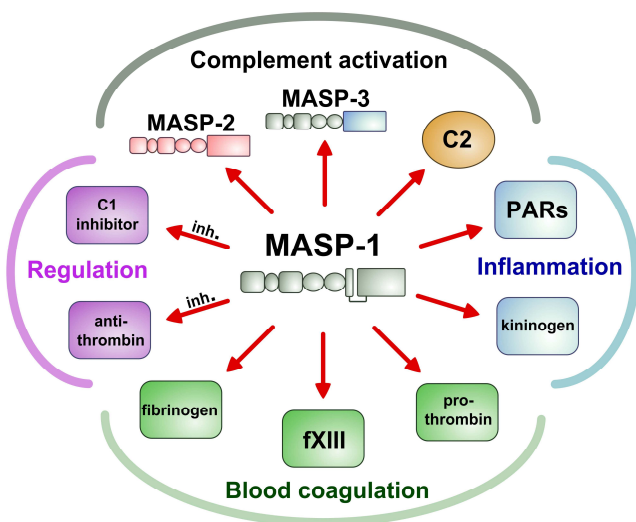 Complement activation
MASP-3
MASP-2
C2
C1
inhibitor
inh.
PARs
MASP-1
Regulation
Inflammation
inh.
anti-
thrombin
kininogen
fibrinogen
fXIII
pro-
thrombin
Blood coagulation